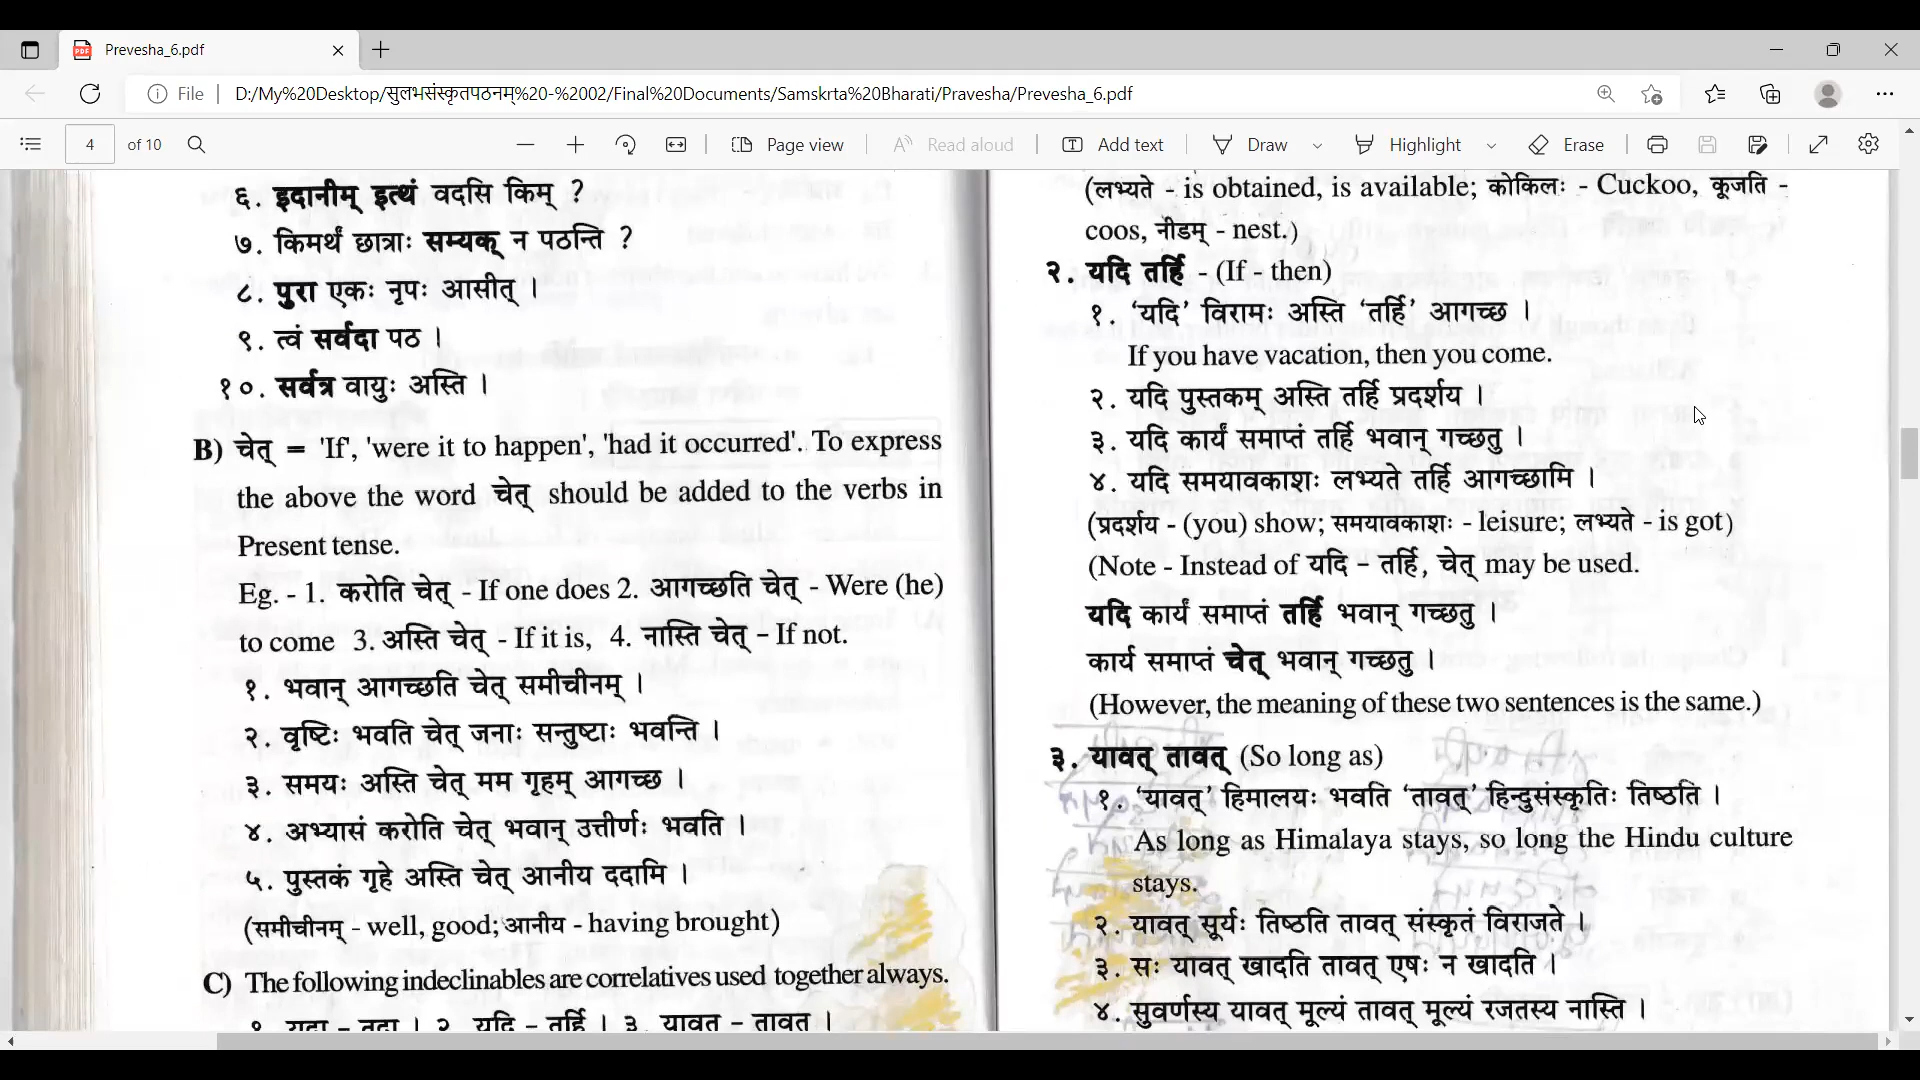 Prevesha_6.pdf
File
D:/My%20Desktop/सुलभसंस्कृतपठनम्%20-%2002/Final%20Documents/Samskrta%20Bharati/Pravesha/Prevesha_6.pdf
4 of 10
Page view
Read aloud
Add text
Draw
Highlight
Erase
६. इदानीम् इत्थं वदसि किम् ?
७. किमर्थं छात्राः सम्यक् न पठन्ति ?
८. पुरा एकः नृपः आसीत् ।
९. त्वं सर्वदा पठ ।
१०. सर्वत्र वायुः अस्ति ।
B) चेत् = 'If', 'were it to happen', 'had it occurred'. To express
the above the word चेत् should be added to the verbs in
Present tense.
Eg. - 1. करोति चेत् - If one does 2. आगच्छति चेत् - Were (he)
to come 3. अस्ति चेत् - If it is, 4. नास्ति चेत् - If not.
१. भवान् आगच्छति चेत् समीचीनम् ।
२. वृष्टिः भवति चेत् जनाः सन्तुष्टाः भवन्ति ।
३. समयः अस्ति चेत् मम गृहम् आगच्छ ।
४. अभ्यासं करोति चेत् भवान् उत्तीर्णः भवति ।
५. पुस्तकं गृहे अस्ति चेत् आनीय ददामि ।
(समीचीनम् - well, good; आनीय - having brought)
C) The following indeclinables are correlatives used together always.
१. यदा - तदा । २. यदि - तर्हि । ३. यावत् - तावत् ।
(लभ्यते - is obtained, is available; कोकिलः - Cuckoo, कूजति -
coos, नीडम् - nest.)
२. यदि तर्हि - (If - then)
१. ‘यदि’ विरामः अस्ति ‘तर्हि’ आगच्छ ।
If you have vacation, then you come.
२. यदि पुस्तकम् अस्ति तर्हि प्रदर्शय ।
३. यदि कार्यं समाप्तं तर्हि भवान् गच्छतु ।
४. यदि समयावकाशः लभ्यते तर्हि आगच्छामि ।
(प्रदर्शय - (you) show; समयावकाशः - leisure; लभ्यते - is got)
(Note - Instead of यदि - तर्हि, चेत् may be used.
यदि कार्यं समाप्तं तर्हि भवान् गच्छतु ।
कार्य समाप्तं चेत् भवान् गच्छतु ।
(However, the meaning of these two sentences is the same.)
३. यावत् तावत् (So long as)
१. ‘यावत्’ हिमालयः भवति ‘तावत्’ हिन्दुसंस्कृतिः तिष्ठति ।
As long as Himalaya stays, so long the Hindu culture
stays.
२. यावत् सूर्यः तिष्ठति तावत् संस्कृतं विराजते ।
३. सः यावत् खादति तावत् एषः न खादति ।
४. सुवर्णस्य यावत् मूल्यं तावत् मूल्यं रजतस्य नास्ति ।